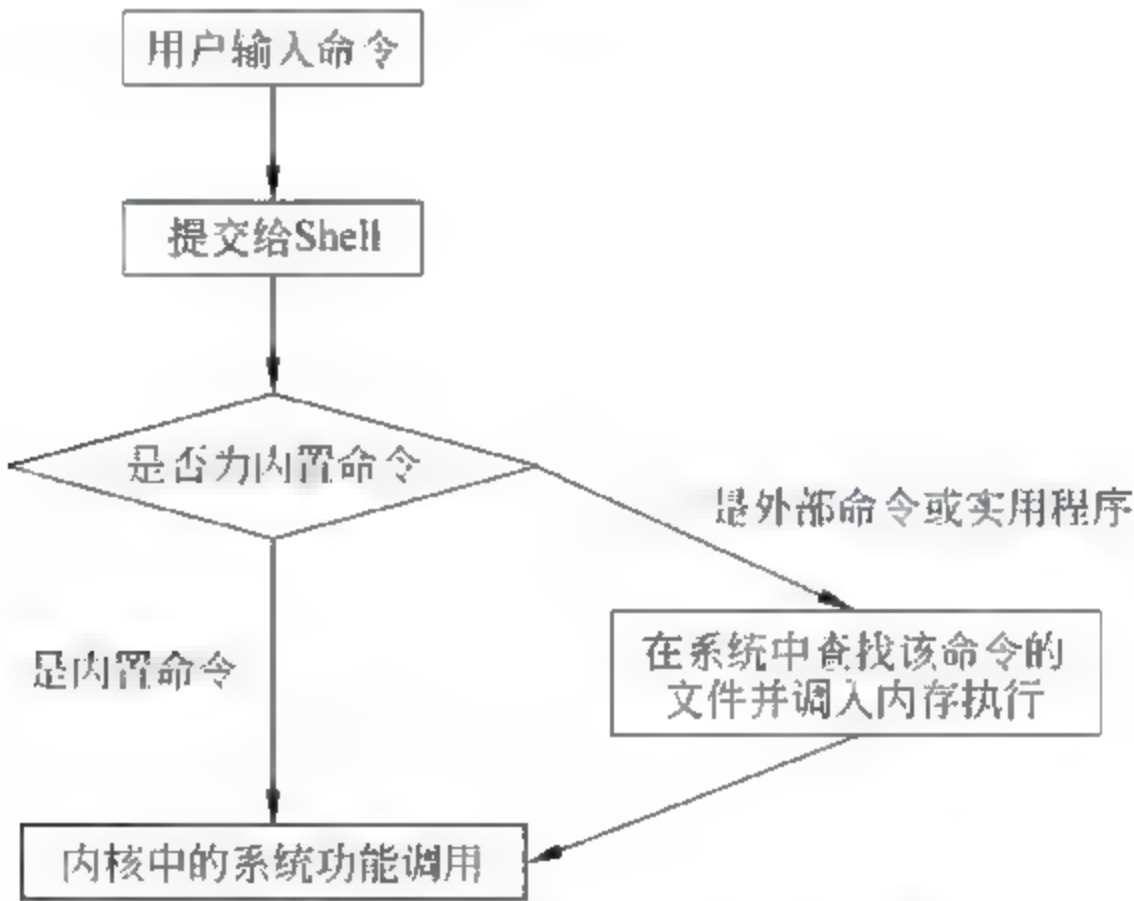 用户输入命令
提交给Shell
是否为内置命令
是外部命令或实用程序
是内置命令
在系统中查找该命令的
文件并调入内存执行
内核中的系统功能调用